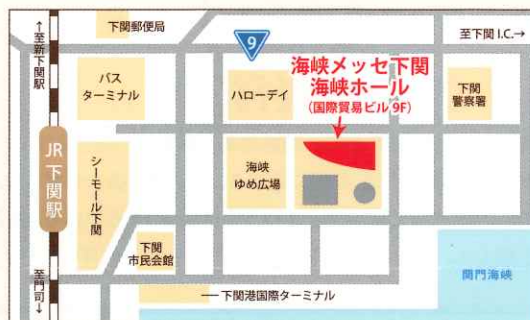 ↑至新下関駅
下関郵便局
9
至下関 I.C.→
バス
ターミナル
ハローデイ
海峡メッセ下関
海峡ホール
(国際貿易ビル 9F)
下関
警察署
JR下関駅
シーモール下関
海峡
ゆめ広場
下関
市民会館
関門海峡
至門司↓
下関港国際ターミナル